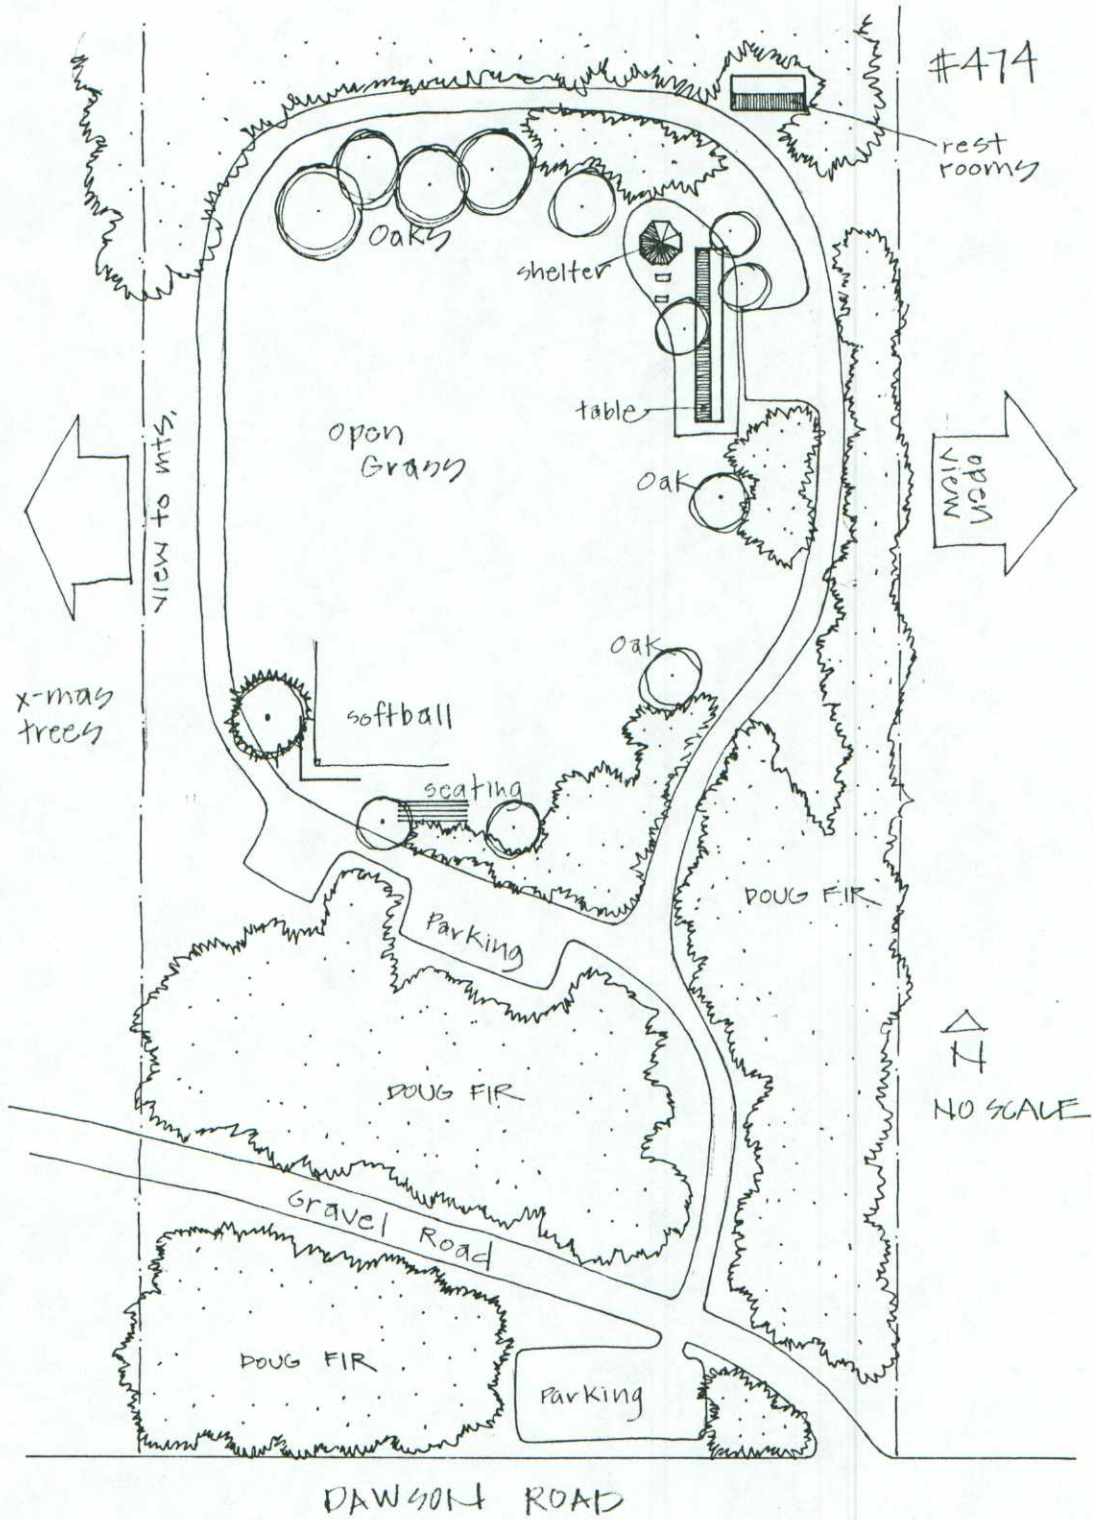 #474
rest
rooms
Oaks
shelter
table
open
Grass
view to mts.
open
view
Oak
Oak
x-mas
trees
softball
seating
DOUG FIR
Parking
N
NO SCALE
DOUG FIR
Gravel Road
DOUG FIR
Parking
DAWSON ROAD